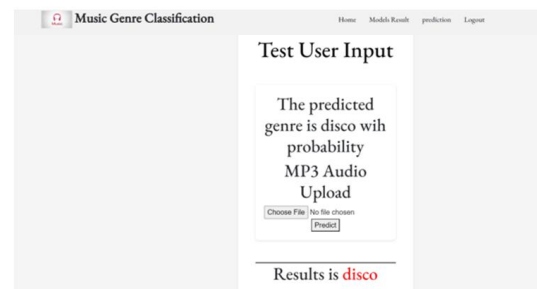 Music Genre Classification
Home Models Result prediction Logout
Test User Input
The predicted
genre is disco wih
probability
MP3 Audio
Upload
Choose File No file chosen
Predict
Results is disco